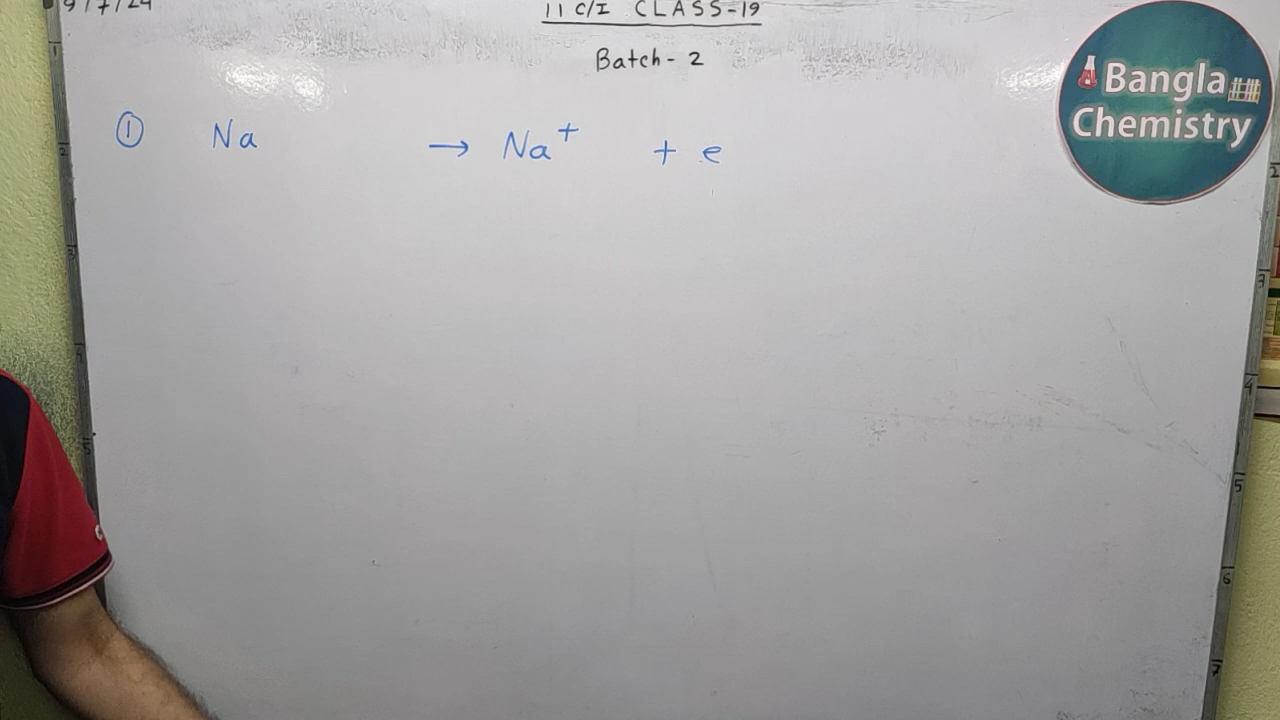 9/7/24
11 C/I CLASS-19
Batch- 2
Bangla
Chemistry
① Na → Na⁺ + e